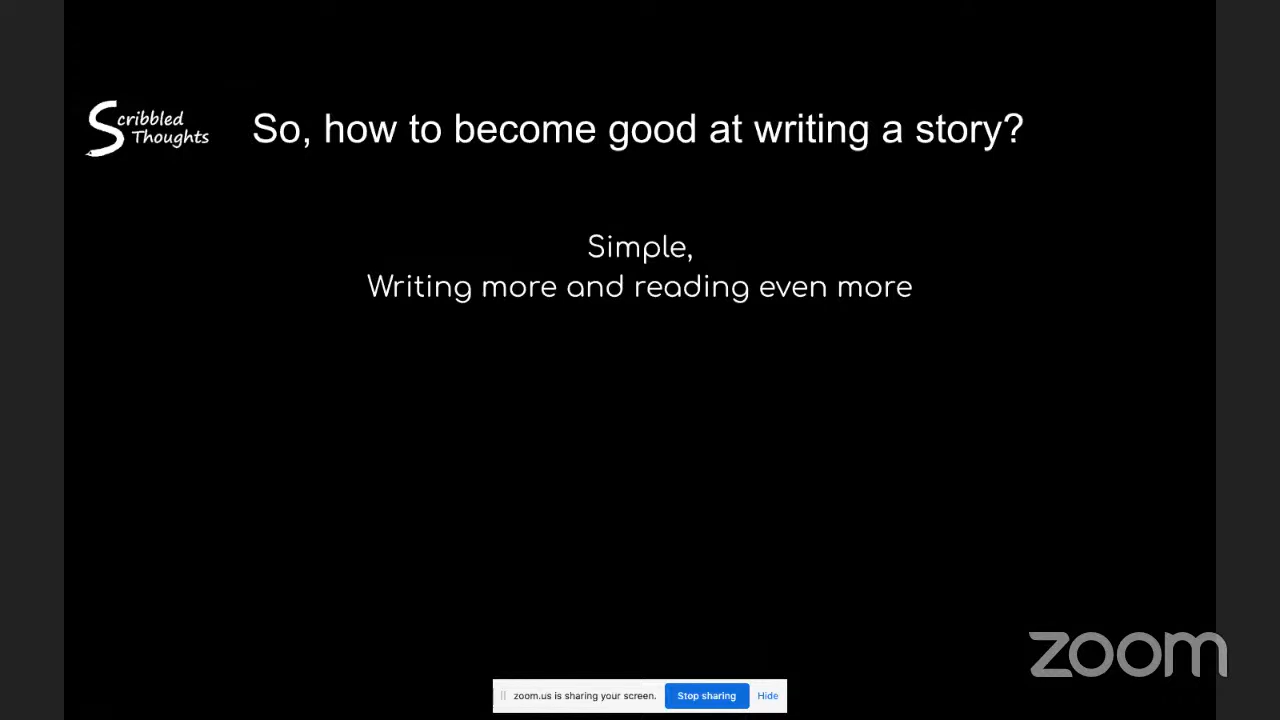 Scribbled
Thoughts
So, how to become good at writing a story?
Simple,
Writing more and reading even more
zoom
zoom.us is sharing your screen. Stop sharing Hide